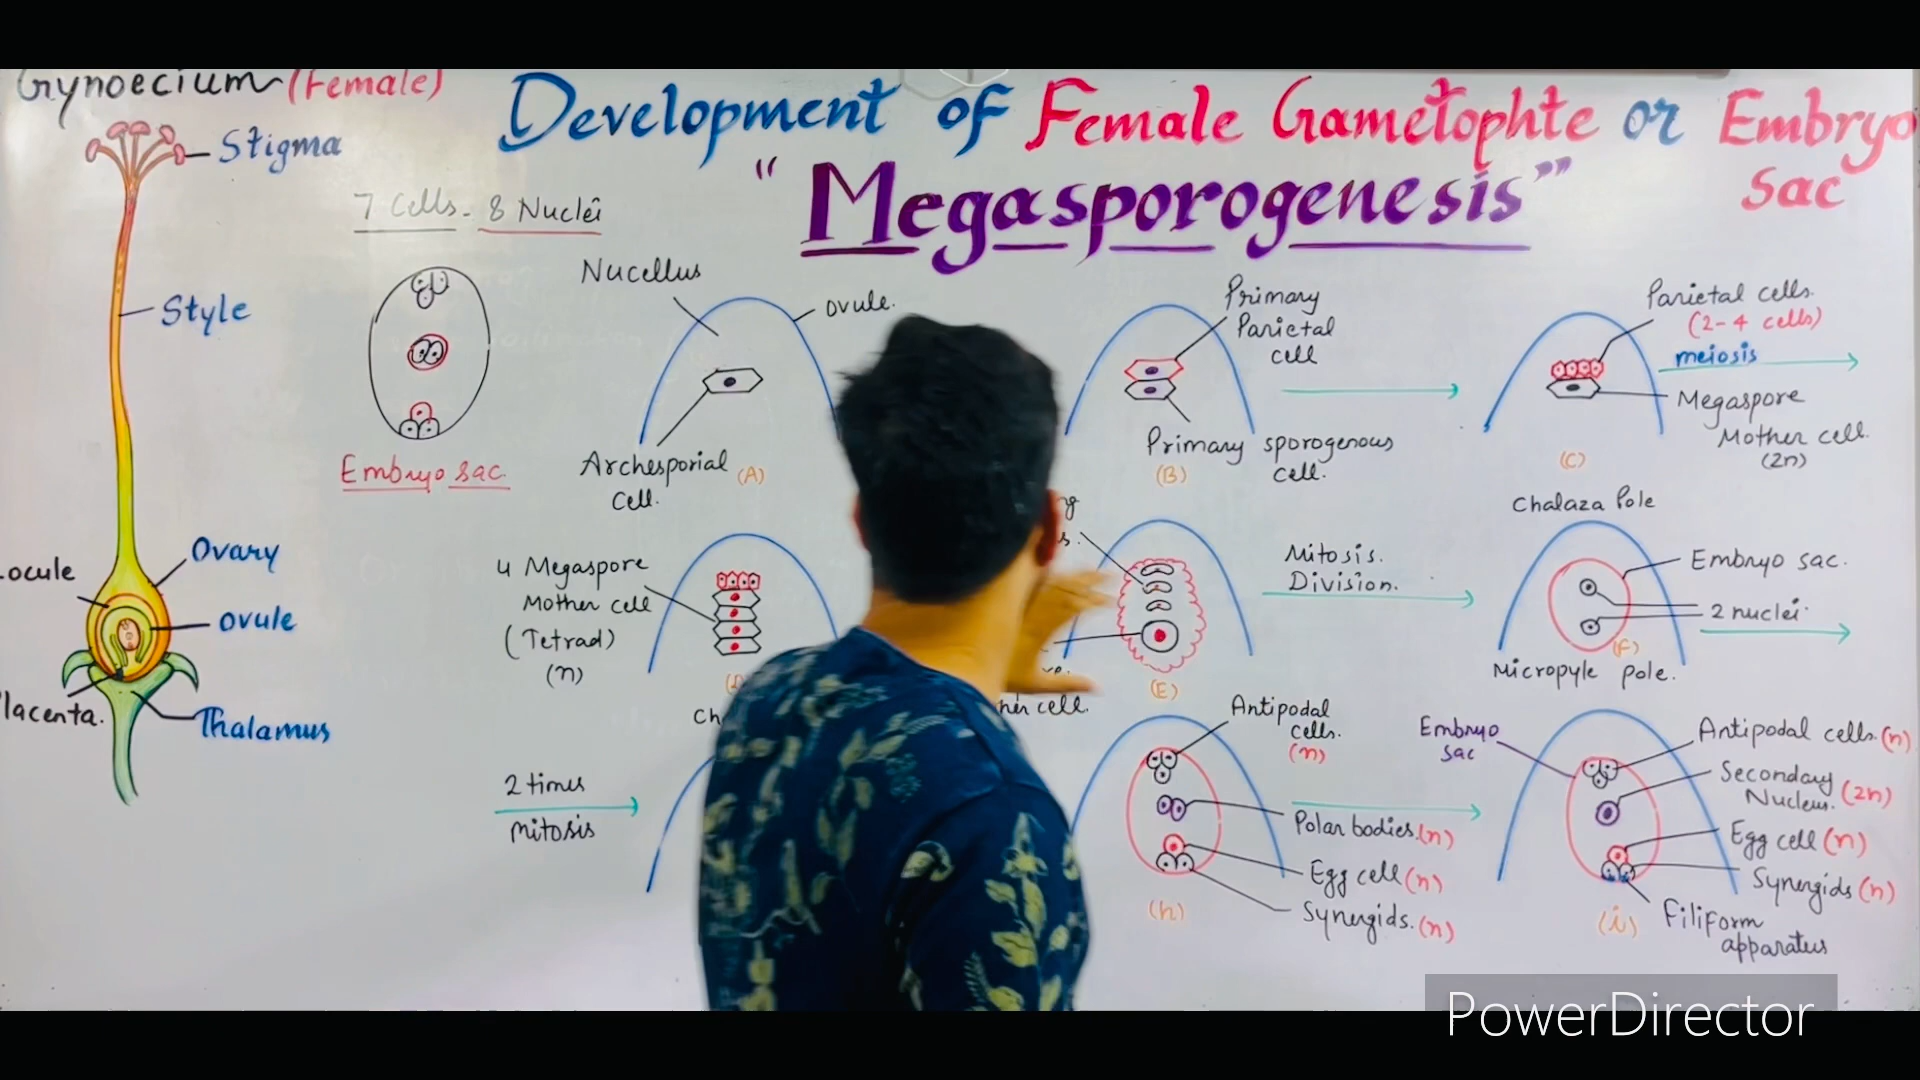 Gynoecium (Female)
Stigma
Style
Ovary
ovule
Thalamus
Development of Female Gametophte or Embryo
Sac
"Megasporogenesis"
7 Cells - 8 Nuclei
Embryo sac
Nucellus
ovule.
Archesporial
cell.
(A)
Primary
Parietal
cell
Primary sporogenous
cell.
(B)
Parietal cells.
(2-4 cells)
meiosis
Megaspore
Mother cell.
(2n)
(C)
4 Megaspore
Mother cell
(Tetrad)
(n)
(E)
Mitosis.
Division.
Chalaza Pole
Embryo sac.
2 nuclei
(F)
Micropyle pole.
2 times
mitosis
cell.
Antipodal
cells.
(n)
Polar bodies.(n)
Egg cell (n)
Synergids.(n)
(h)
Embryo
sac
Antipodal cells.(n)
Secondary
Nucleus.(2n)
Egg cell (n)
Synergids (n)
Filiform
apparatus
(i)
PowerDirector